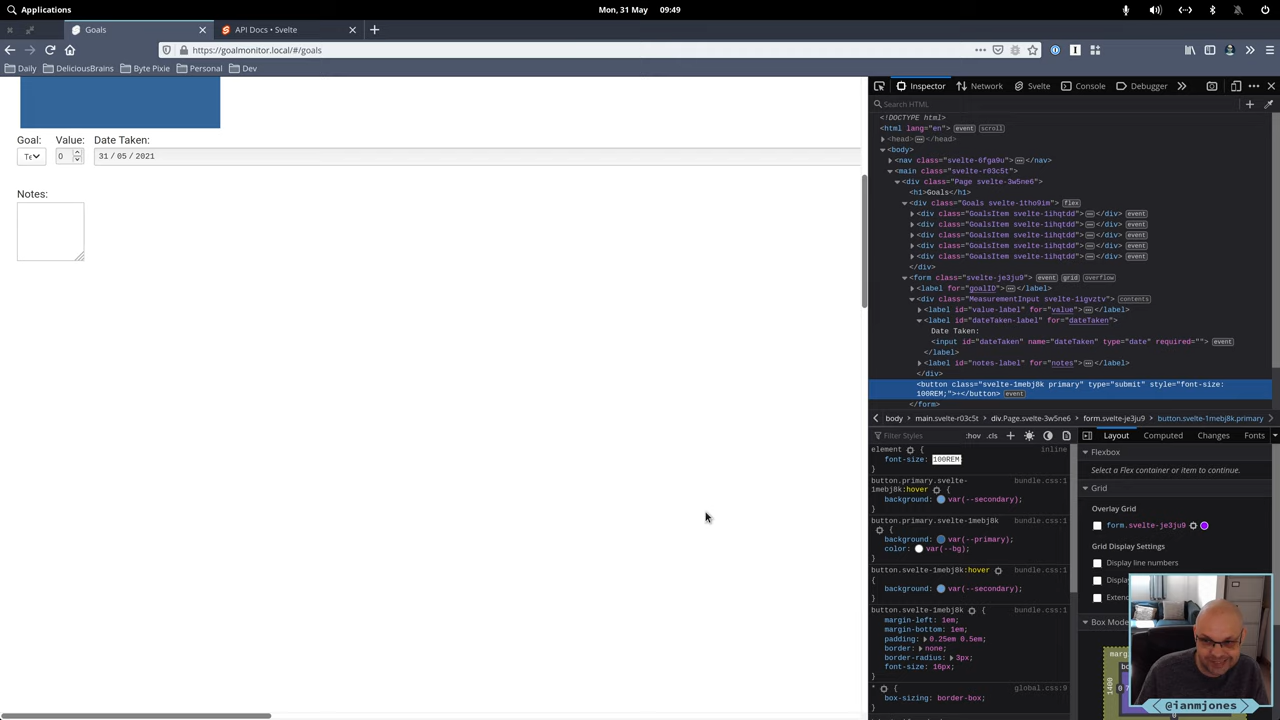 Applications
Mon, 31 May 09:49
Goals
API Docs • Svelte
https://goalmonitor.local/#/goals
Daily DeliciousBrains Byte Pixie Personal Dev
Goal: Value: Date Taken:
0 31 / 05 / 2021
Notes:
Inspector Network Svelte Console Debugger
Search HTML
<!DOCTYPE html>
<html lang="en"> event scroll
<head> </head>
<body>
<nav class="svelte-6fga9u"> </nav>
<main class="svelte-r03c5t">
<div class="Page svelte-3w5ne6">
<h1>Goals</h1>
<div class="Goals svelte-1tho9im"> flex
<div class="GoalsItem svelte-1ihqtdd"> </div> event
<div class="GoalsItem svelte-1ihqtdd"> </div> event
<div class="GoalsItem svelte-1ihqtdd"> </div> event
<div class="GoalsItem svelte-1ihqtdd"> </div> event
<div class="GoalsItem svelte-1ihqtdd"> </div> event
</div>
<form class="svelte-je3ju9"> event grid overflow
<label for="goalID"> </label>
<div class="MeasurementInput svelte-1igvztv"> contents
<label id="value-label" for="value"> </label>
<label id="dateTaken-label" for="dateTaken">
Date Taken:
<input id="dateTaken" name="dateTaken" type="date" required=""> event
</label>
<label id="notes-label" for="notes"> </label>
</div>
<button class="svelte-1mebj8k primary" type="submit" style="font-size:
100REM;">+</button> event
</form>
body main.svelte-r03c5t div.Page.svelte-3w5ne6 form.svelte-je3ju9 button.svelte-1mebj8k.primary
Filter Styles :hov .cls
Layout Computed Changes Fonts
element { inline
font-size: 100REM;
}
button.primary.svelte- bundle.css:1
1mebj8k:hover {
background: var(--secondary);
}
button.primary.svelte-1mebj8k bundle.css:1
{
background: var(--primary);
color: var(--bg);
}
button.svelte-1mebj8k:hover bundle.css:1
{
background: var(--secondary);
}
button.svelte-1mebj8k { bundle.css:1
margin-left: 1em;
margin-bottom: 1em;
padding: 0.25em 0.5em;
border: none;
border-radius: 3px;
font-size: 16px;
}
* { global.css:9
box-sizing: border-box;
}
Flexbox
Select a Flex container or item to continue.
Grid
Overlay Grid
form.svelte-je3ju9
Grid Display Settings
Display line numbers
@ianmjones